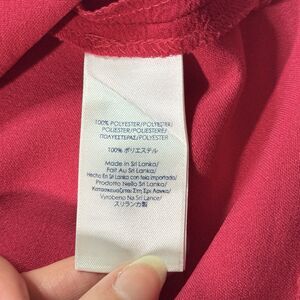 100% POLYESTER/POLYESTER/
POLIESTER/POLIESTERE/
ΠΟΛΥΕΣΤΕΡΑΣ/POLYESTER
100% ポリエステル
Made in Sri Lanka/
Fait Au Sri Lanka/
Hecho En Sri Lanka con tela importada/
Prodotto Nello Sri Lanka/
Κατασκευάζεται Στη Σρι Λανκα/
Vyrobeno Na Srí Lance/
スリランカ製